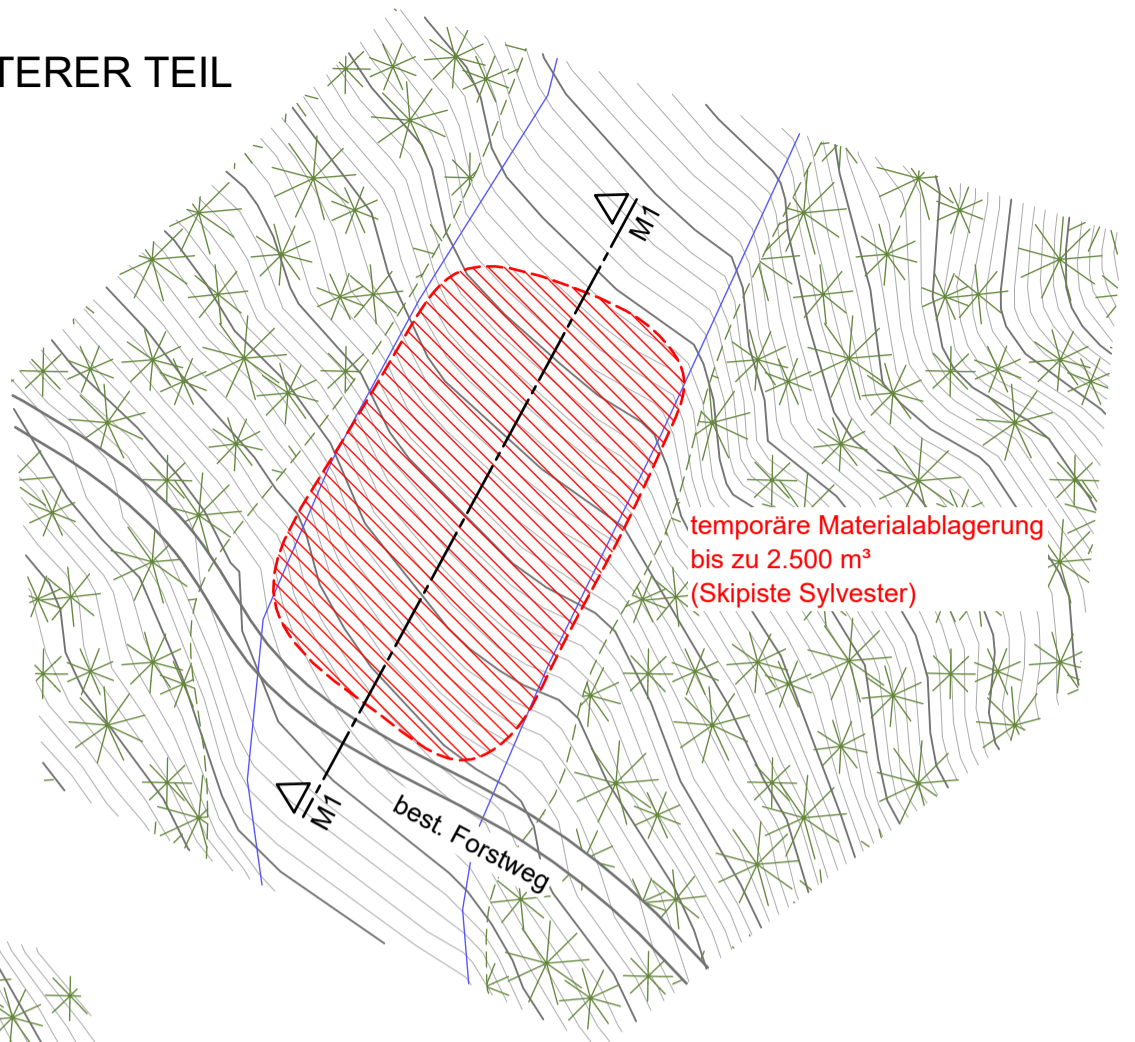 TERER TEIL
M1
temporäre Materialablagerung
bis zu 2.500 m³
(Skipiste Sylvester)
M1
best. Forstweg